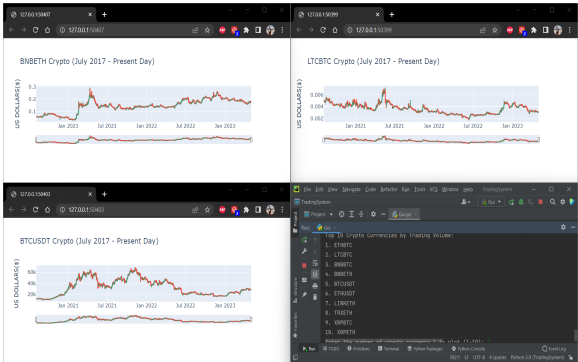 127.0.0.1:50407
127.0.0.1:50407
BNBETH Crypto (July 2017 - Present Day)
US DOLLARS($)
0.3
0.2
0.1
Jan 2021
Jul 2021
Jan 2022
Jul 2022
Jan 2023
127.0.0.1:50399
127.0.0.1:50399
LTCBTC Crypto (July 2017 - Present Day)
US DOLLARS($)
0.006
0.004
0.002
Jan 2021
Jul 2021
Jan 2022
Jul 2022
Jan 2023
127.0.0.1:50403
127.0.0.1:50403
BTCUSDT Crypto (July 2017 - Present Day)
US DOLLARS($)
60k
40k
20k
Jan 2021
Jul 2021
Jan 2022
Jul 2022
Jan 2023
File Edit View Navigate Code Refactor Run Tools VCS Window Help TradingSystem
TradingSystem
Gui
Project
Gui.py
Run: Gui
Top 10 Crypto Currencies by Trading Volume:
1. ETHBTC
2. LTCBTC
3. BNBBTC
4. BNBETH
5. BTCUSDT
6. ETHUSDT
7. LINKETH
8. TRXETH
9. XRPBTC
10. XRPETH
Structure
Favorites
Run TODO Problems Terminal Python Packages Python Console Event Log
UTF-8 4 spaces Python 3.9 (TradingSystem)